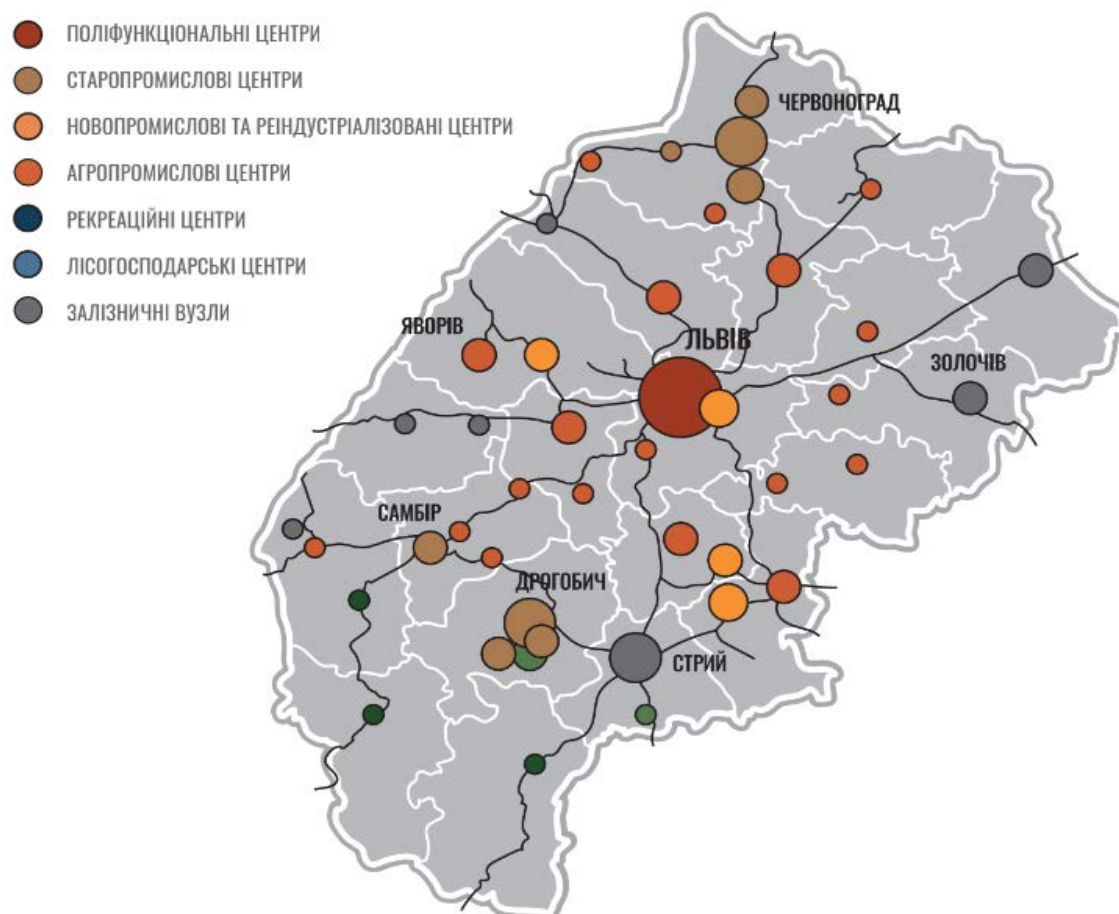 ПОЛІФУНКЦІОНАЛЬНІ ЦЕНТРИ
СТАРОПРОМИСЛОВІ ЦЕНТРИ
НОВОПРОМИСЛОВІ ТА РЕІНДУСТРІАЛІЗОВАНІ ЦЕНТРИ
АГРОПРОМИСЛОВІ ЦЕНТРИ
РЕКРЕАЦІЙНІ ЦЕНТРИ
ЛІСОГОСПОДАРСЬКІ ЦЕНТРИ
ЗАЛІЗНИЧНІ ВУЗЛИ
ЧЕРВОНОГРАД
ЯВОРІВ
ЛЬВІВ
ЗОЛОЧІВ
САМБІР
ДРОГОБИЧ
СТРИЙ